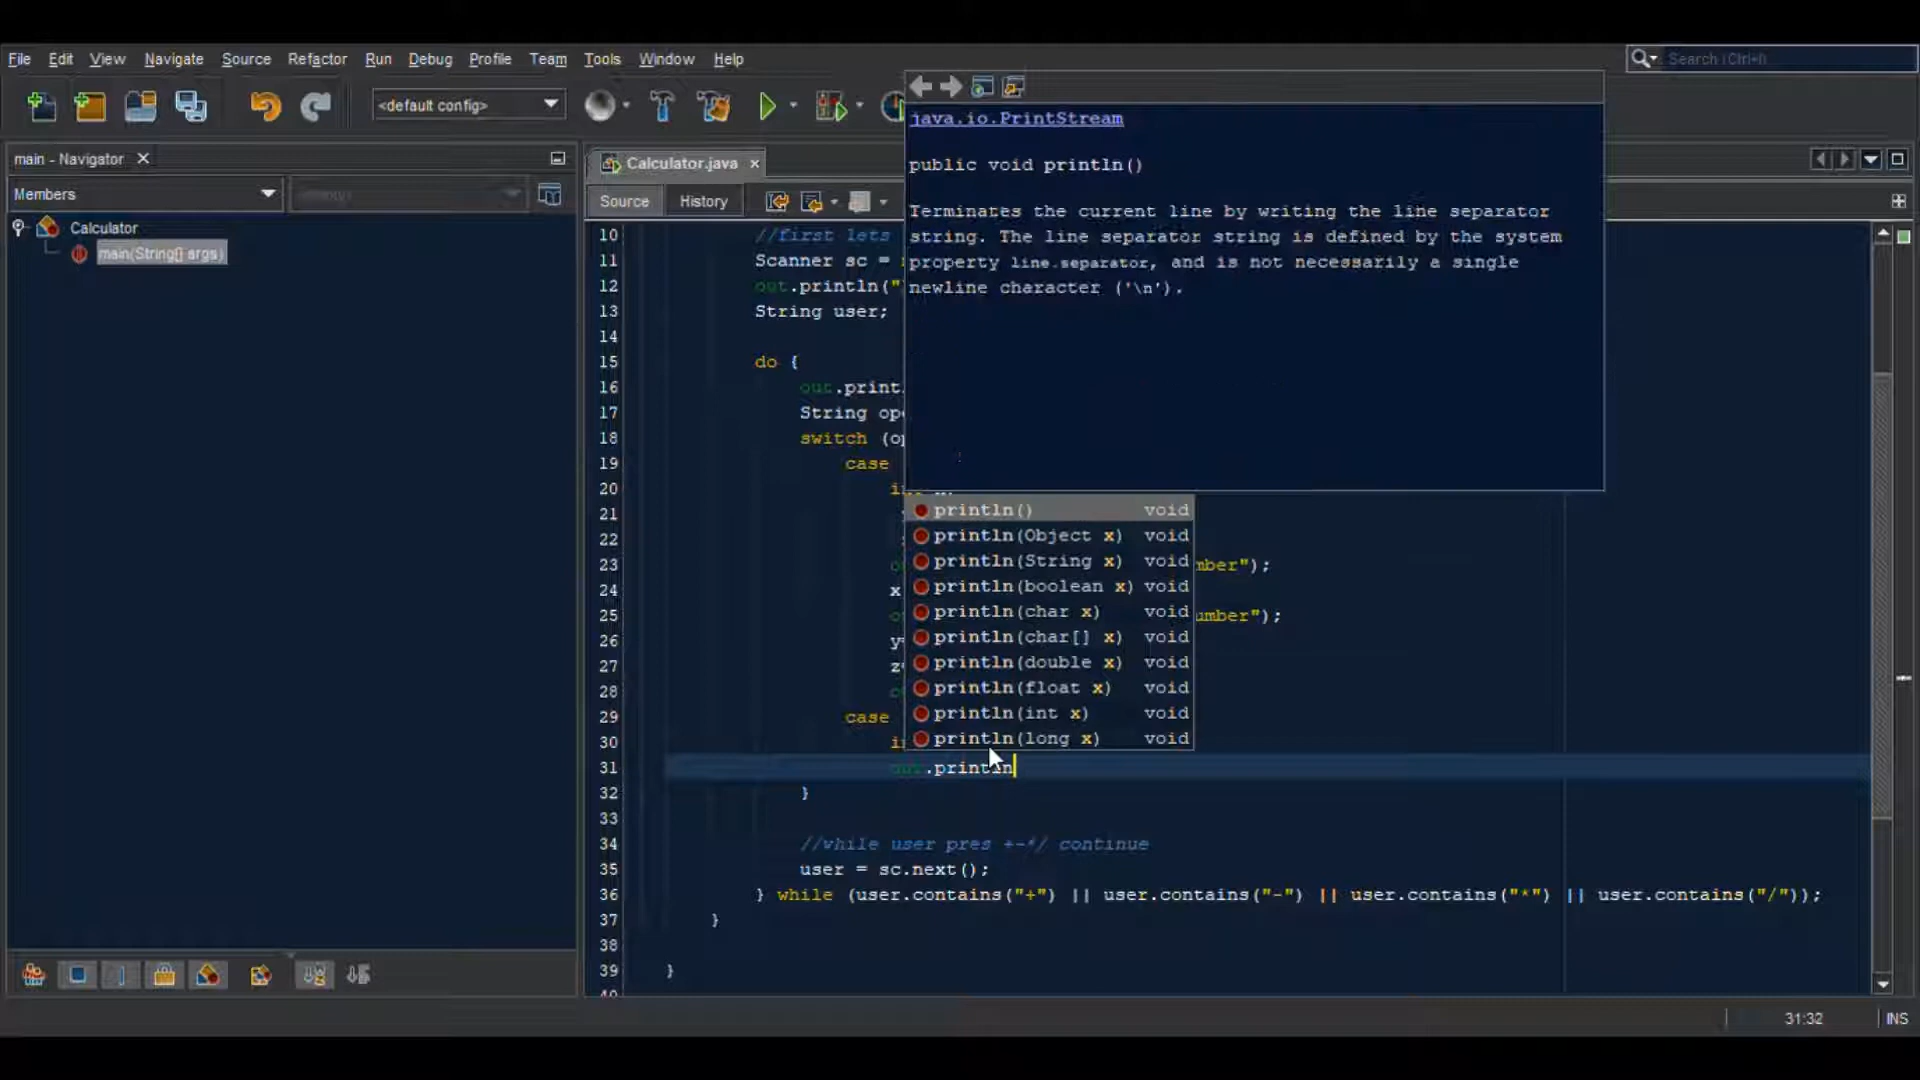 File Edit View Navigate Source Refactor Run Debug Profile Team Tools Window Help
Search (Ctrl+I)
<default config>
main - Navigator
Members
Calculator
main(String[] args)
Calculator.java
Source History
java.io.PrintStream
public void println()
Terminates the current line by writing the line separator
string. The line separator string is defined by the system
property line.separator, and is not necessarily a single
newline character ('\n').
10 //first lets
11 Scanner sc =
12 out.println("
13 String user;
14
15 do {
16 out.print
17 String op
18 switch (o
19 case
20
21
22
23 mber");
24 x
25 umber");
26 y
27 z
28
29 case
30
31 out.println
32 }
33
34 //while user pres +-*/ continue
35 user = sc.next();
36 } while (user.contains("+") || user.contains("-") || user.contains("*") || user.contains("/"));
37 }
38
39 }
40
println() void
println(Object x) void
println(String x) void
println(boolean x) void
println(char x) void
println(char[] x) void
println(double x) void
println(float x) void
println(int x) void
println(long x) void
31:32 INS